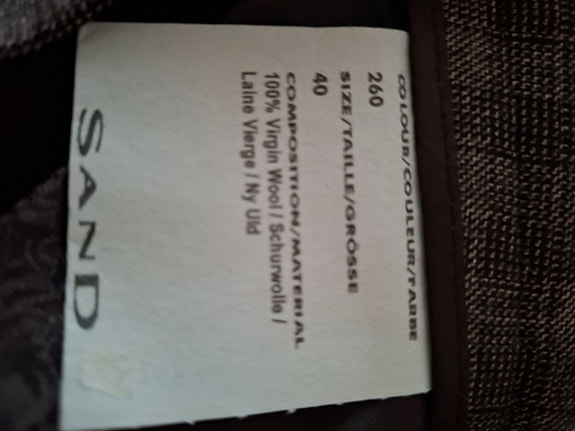 COLOUR/COULEUR/FARBE
260
SIZE/TAILLE/GRÖSSE
40
COMPOSITION/MATERIAL
100% Virgin Wool / Schurwolle /
Laine Vierge / Ny Uld
SAND